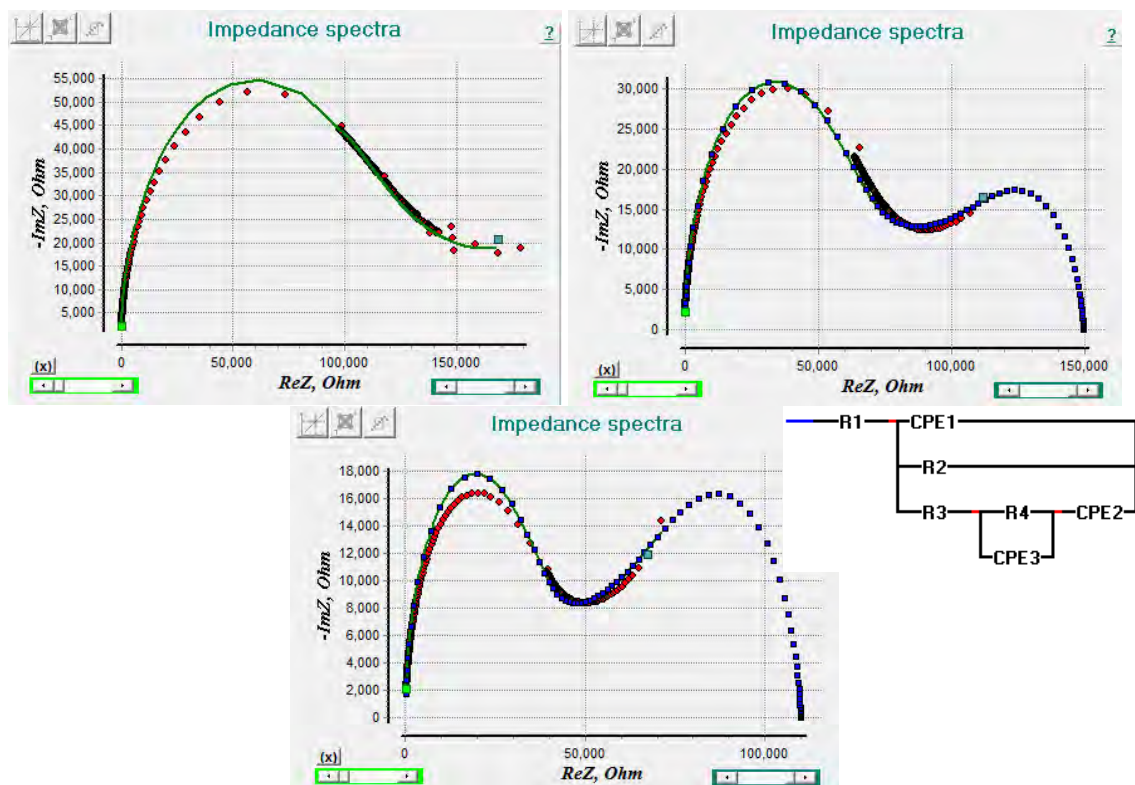 Impedance spectra
?
55,000
50,000
45,000
40,000
35,000
30,000
25,000
20,000
15,000
10,000
5,000
-ImZ, Ohm
0
50,000
100,000
150,000
(x)
ReZ, Ohm
Impedance spectra
?
30,000
25,000
20,000
15,000
10,000
5,000
0
-ImZ, Ohm
0
50,000
100,000
150,000
(x)
ReZ, Ohm
Impedance spectra
18,000
16,000
14,000
12,000
10,000
8,000
6,000
4,000
2,000
0
-ImZ, Ohm
0
50,000
100,000
(x)
ReZ, Ohm
R1 CPE1
R2
R3 R4 CPE2
CPE3